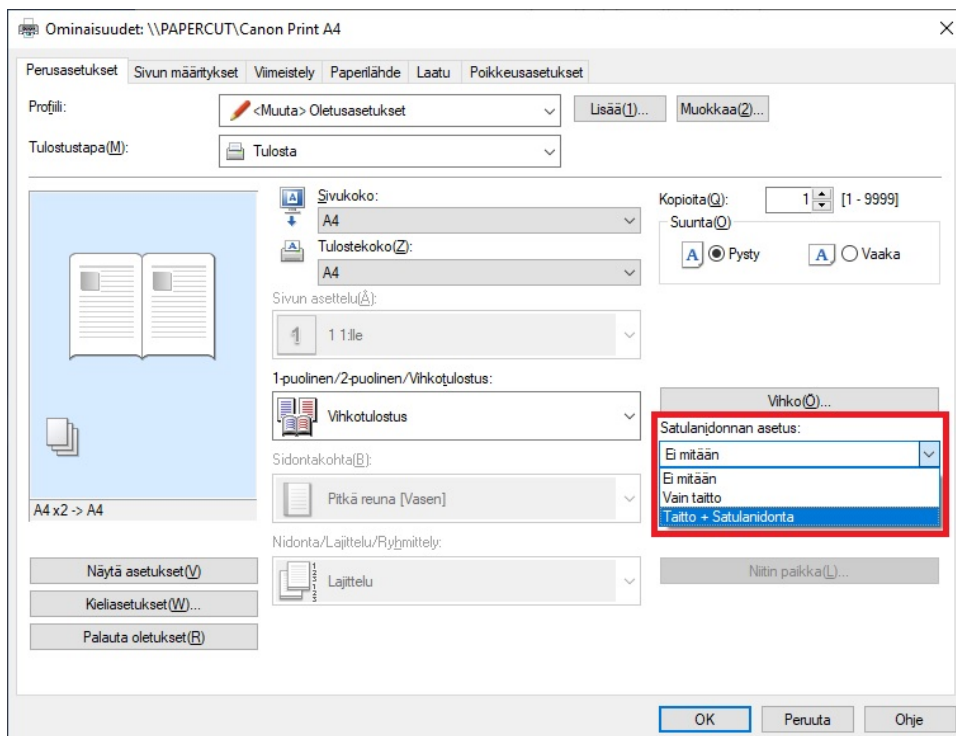 Ominaisuudet: \\PAPERCUT\Canon Print A4
Perusasetukset Sivun määritykset Viimeistely Paperilähde Laatu Poikkeusasetukset
Profiili: <Muuta> Oletusasetukset Lisää(1)... Muokkaa(2)...
Tulostustapa(M): Tulosta
Sivukoko:
A4
Tulostekoko(Z):
A4
Kopioita(Q): 1 [1 - 9999]
Suunta(O)
A Pysty A Vaaka
Sivun asettelu(Å):
1 1 1:lle
1-puolinen/2-puolinen/Vihkotulostus:
Vihkotulostus
Vihko(Ö)...
Satulanidonnan asetus:
Ei mitään
Ei mitään
Vain taitto
Taitto + Satulanidonta
Sidontakohta(B):
Pitkä reuna [Vasen]
A4 x2 -> A4
Nidonta/Lajittelu/Ryhmittely:
Lajittelu
Niitin paikka(L)...
Näytä asetukset(V)
Kieliasetukset(W)...
Palauta oletukset(R)
OK Peruuta Ohje